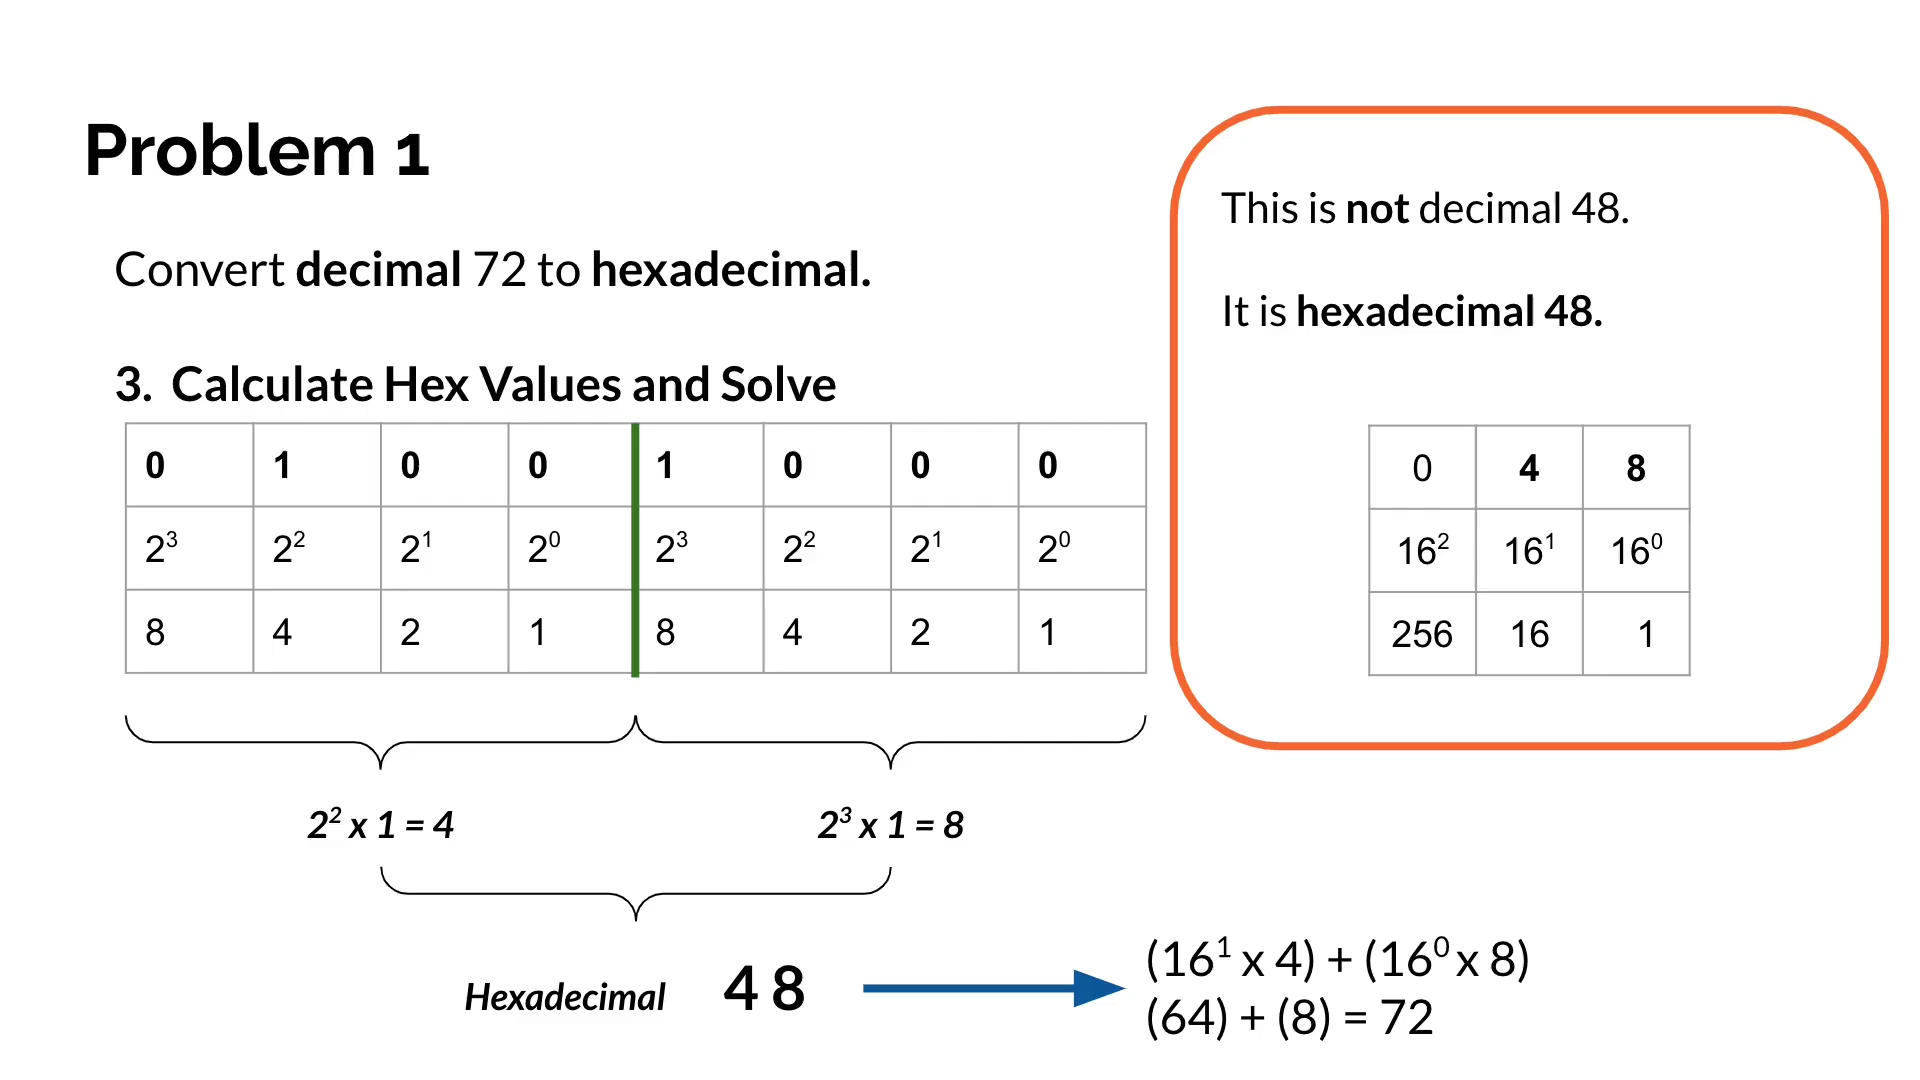 Problem 1
Convert decimal 72 to hexadecimal.
3. Calculate Hex Values and Solve
0 1 0 0 1 0 0 0
2³ 2² 2¹ 2⁰ 2³ 2² 2¹ 2⁰
8 4 2 1 8 4 2 1
2² x 1 = 4
2³ x 1 = 8
Hexadecimal 4 8
(16¹ x 4) + (16⁰ x 8)
(64) + (8) = 72
This is not decimal 48.
It is hexadecimal 48.
0 4 8
16² 16¹ 16⁰
256 16 1